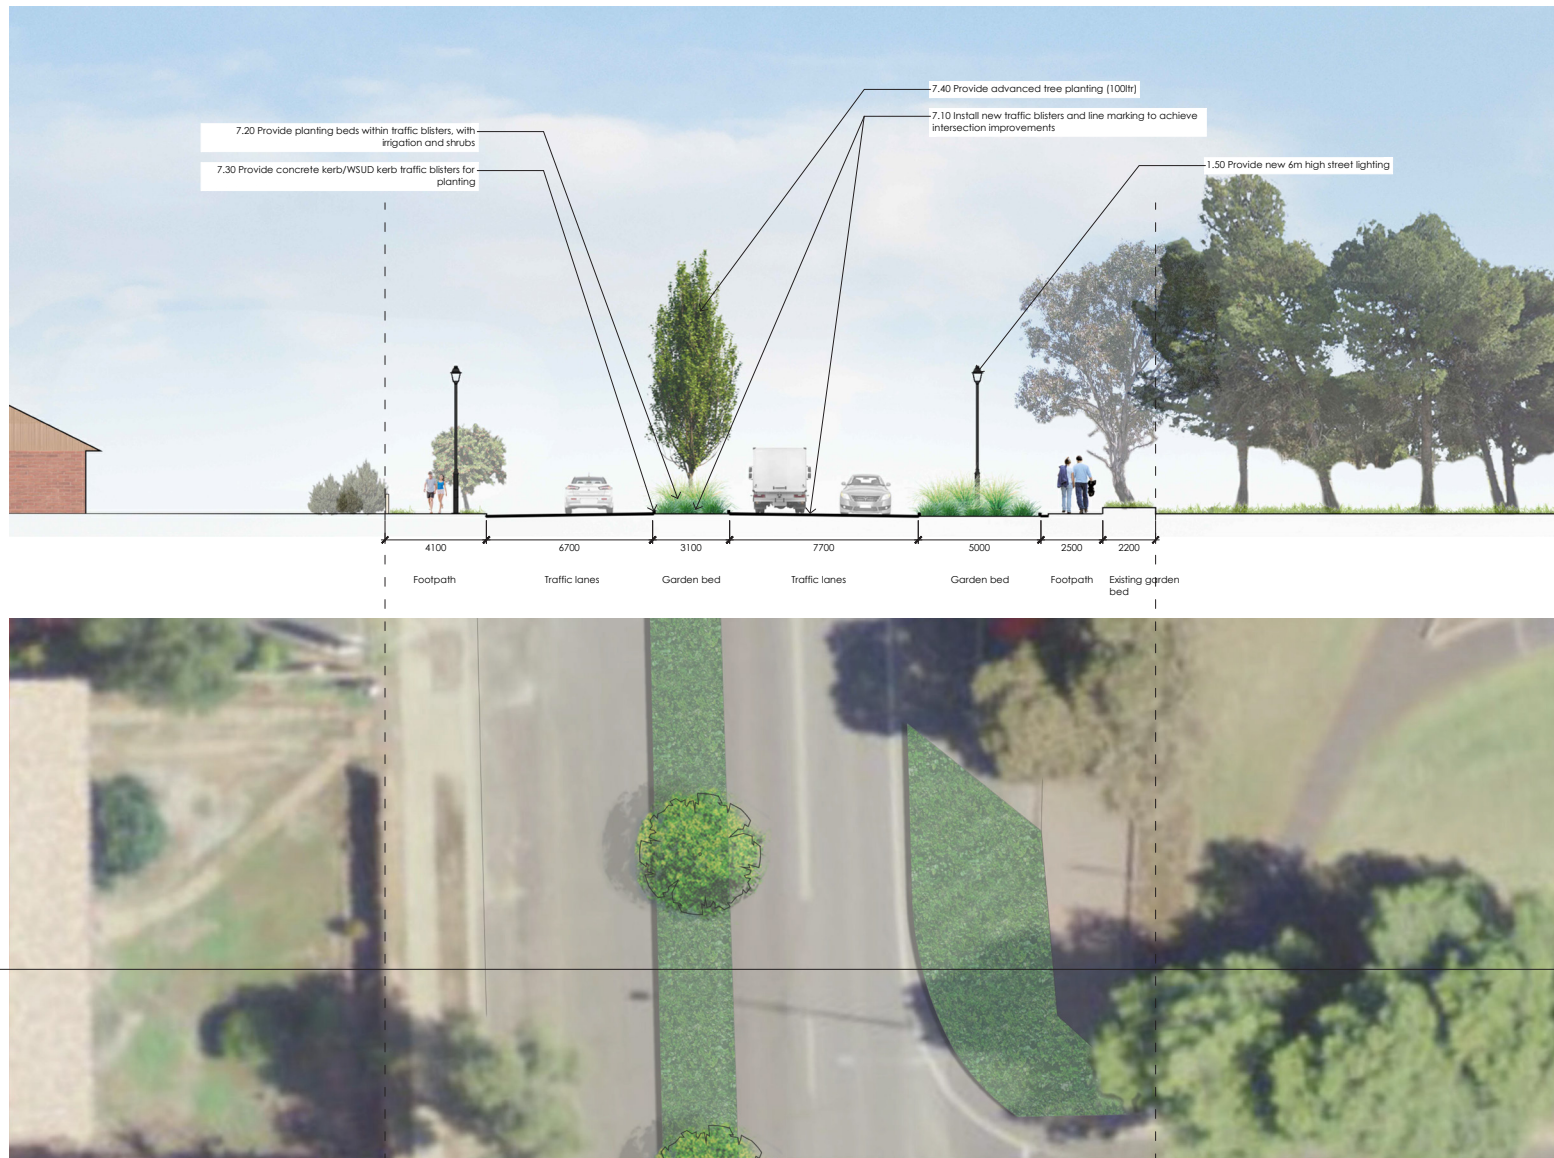 7.40 Provide advanced tree planting (100ltr)
7.10 Install new traffic blisters and line marking to achieve
intersection improvements
7.20 Provide planting beds within traffic blisters, with
irrigation and shrubs
7.30 Provide concrete kerb/WSUD kerb traffic blisters for
planting
1.50 Provide new 6m high street lighting
4100 6700 3100 7700 5000 2500 2200
Footpath Traffic lanes Garden bed Traffic lanes Garden bed Footpath Existing garden
bed